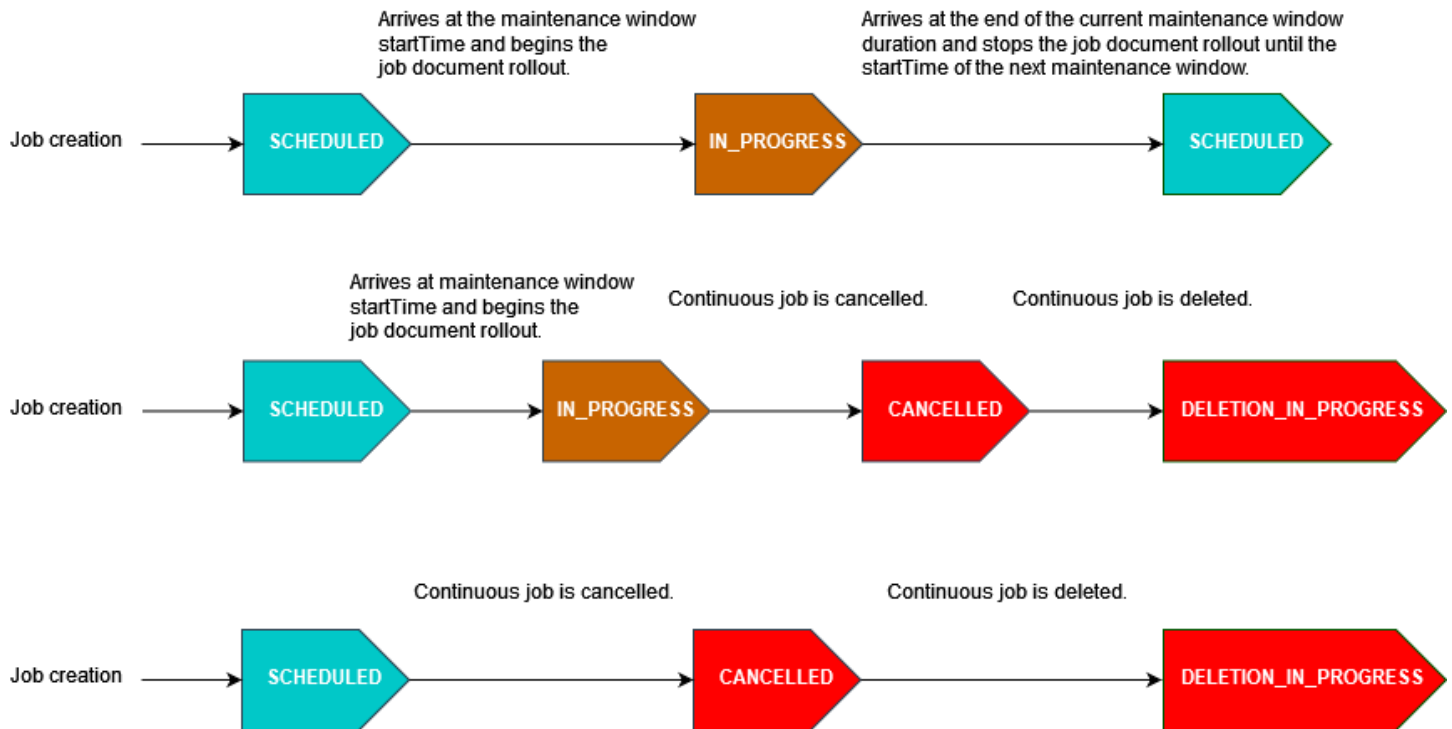 Arrives at the maintenance window
startTime and begins the
job document rollout.
Arrives at the end of the current maintenance window
duration and stops the job document rollout until the
startTime of the next maintenance window.
Job creation
SCHEDULED
IN_PROGRESS
SCHEDULED
Arrives at maintenance window
startTime and begins the
job document rollout.
Continuous job is cancelled.
Continuous job is deleted.
Job creation
SCHEDULED
IN_PROGRESS
CANCELLED
DELETION_IN_PROGRESS
Continuous job is cancelled.
Continuous job is deleted.
Job creation
SCHEDULED
CANCELLED
DELETION_IN_PROGRESS